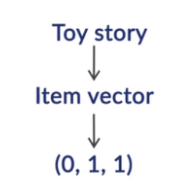 Toy story
Item vector
(0, 1, 1)